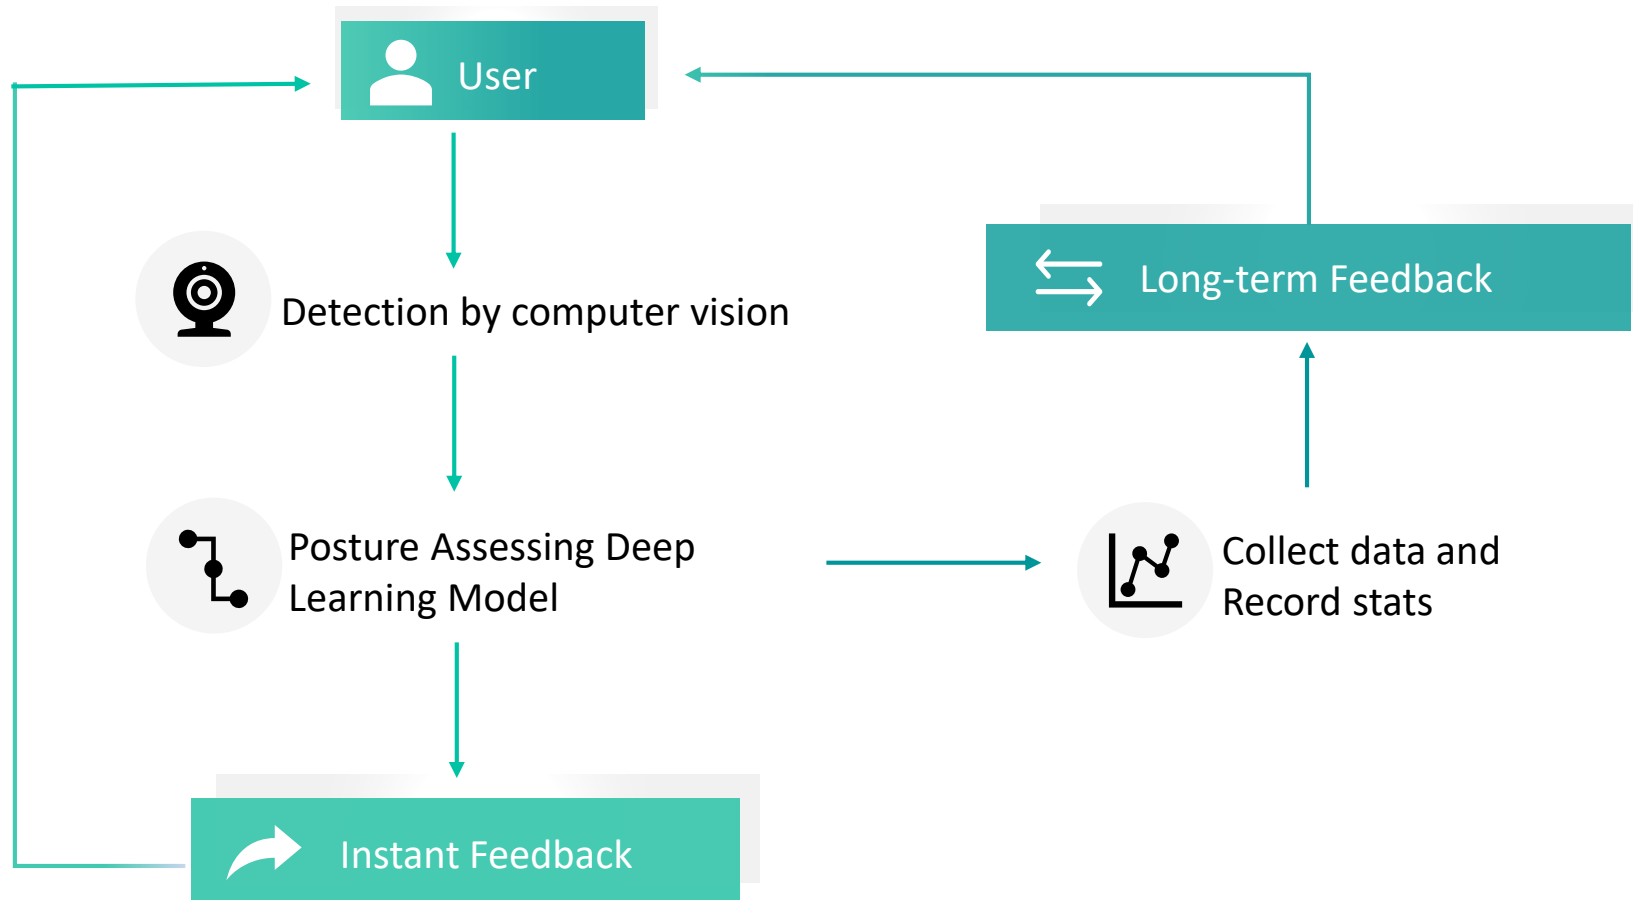 User
Detection by computer vision
Long-term Feedback
Posture Assessing Deep
Learning Model
Collect data and
Record stats
Instant Feedback